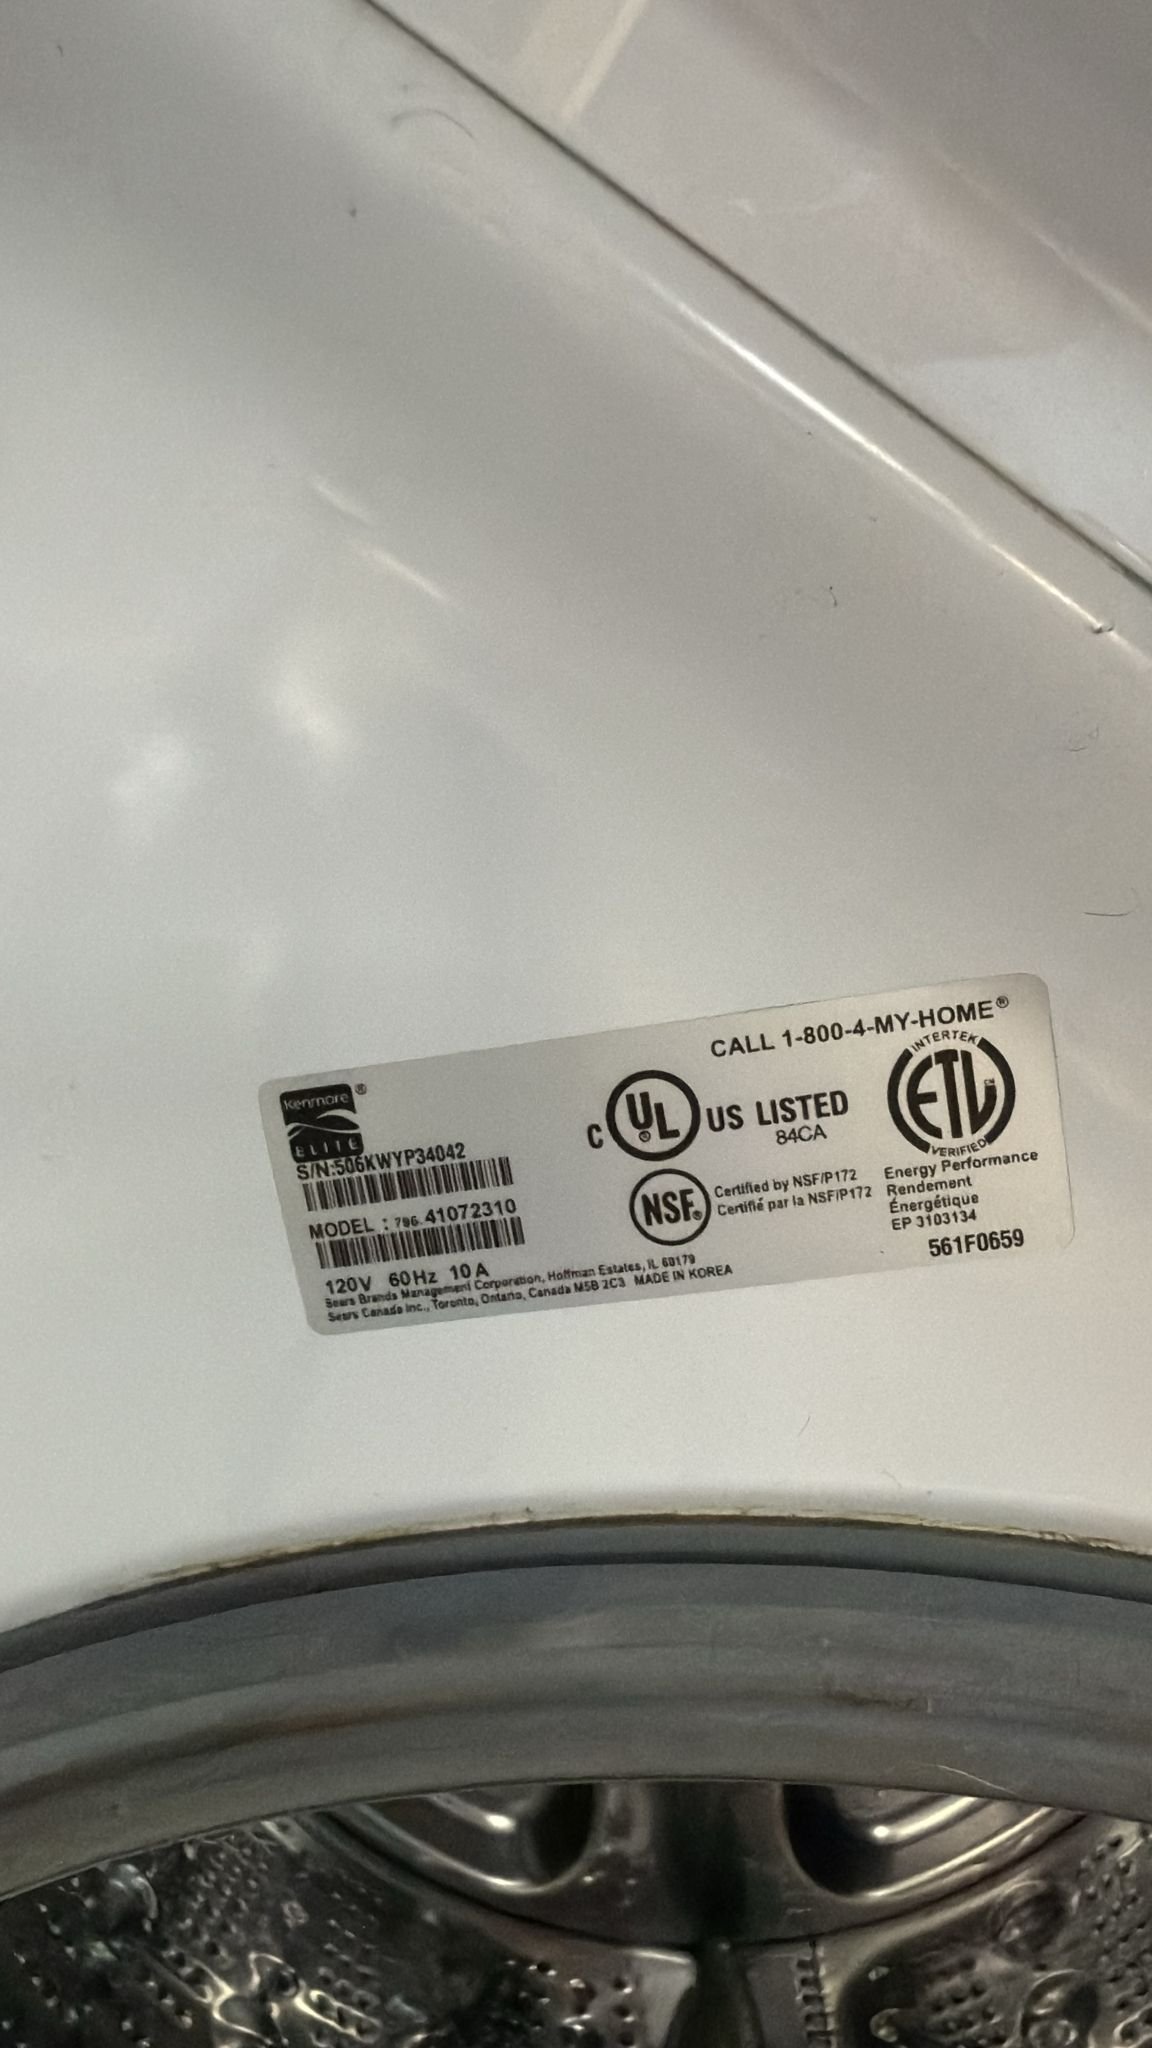 CALL 1-800-4-MY-HOME®
Kenmore®
ELITE
S/N:506KWYP34042
MODEL : 796.41072310
120V 60Hz 10A
Sears Brands Management Corporation, Hoffman Estates, IL 60179
Sears Canada Inc., Toronto, Ontario, Canada M5B 2C3 MADE IN KOREA
C UL® US LISTED
84CA
NSF®
Certified by NSF/P172
Certifié par la NSF/P172
INTERTEK
ETL CM
VERIFIED
Energy Performance
Rendement
Énergétique
EP 3103134
561F0659